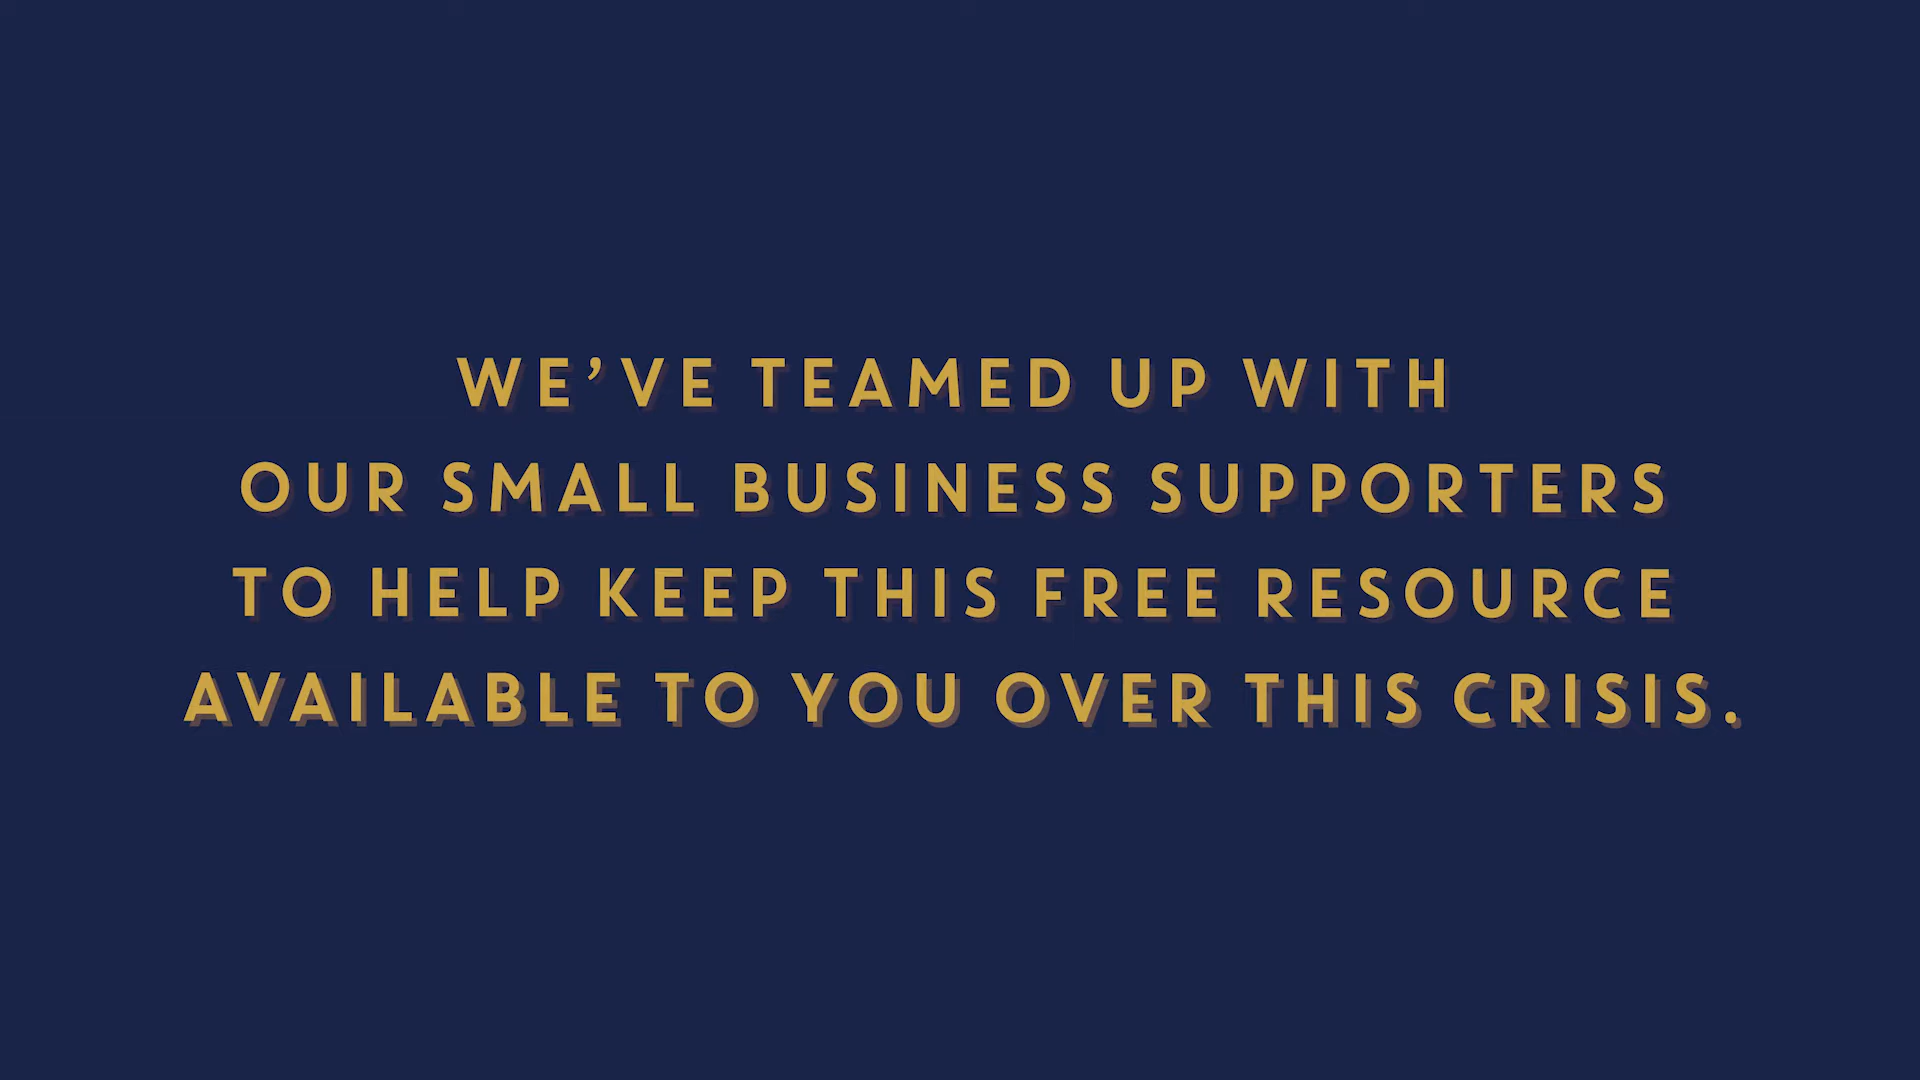 WE’VE TEAMED UP WITH
OUR SMALL BUSINESS SUPPORTERS
TO HELP KEEP THIS FREE RESOURCE
AVAILABLE TO YOU OVER THIS CRISIS.